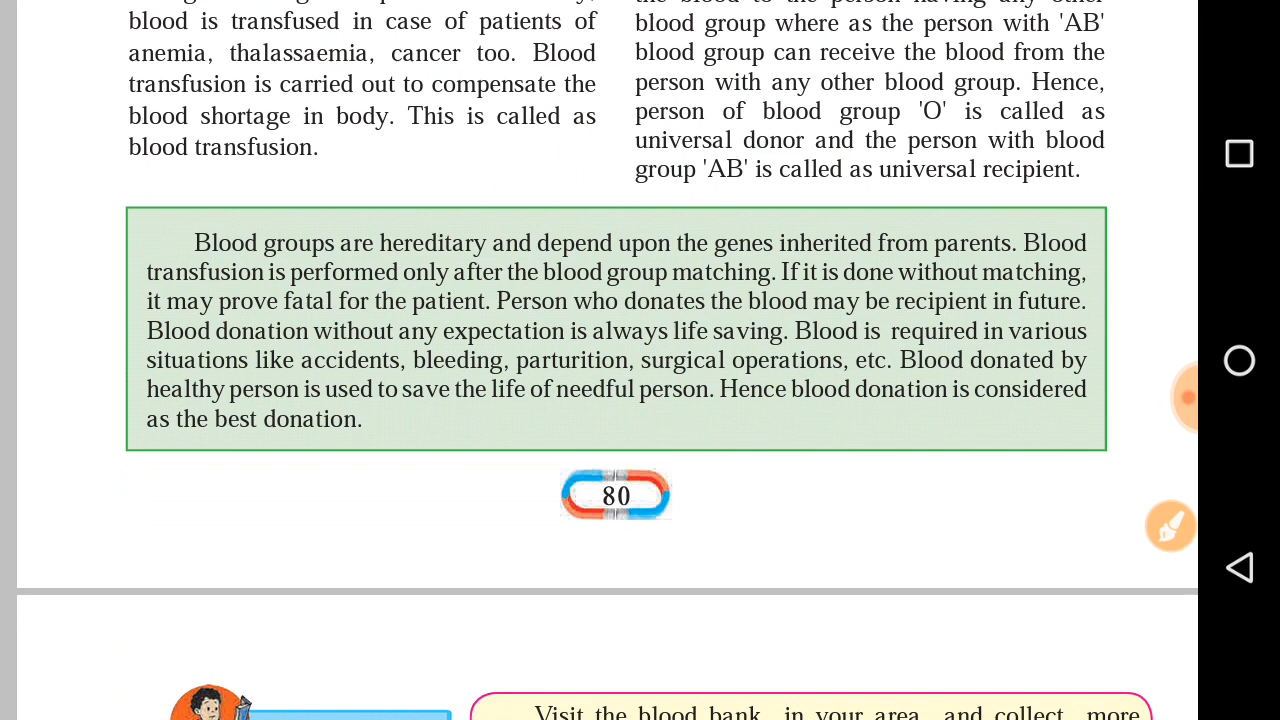 blood is transfused in case of patients of
anemia, thalassaemia, cancer too. Blood
transfusion is carried out to compensate the
blood shortage in body. This is called as
blood transfusion.
the blood to the person having any other
blood group where as the person with 'AB'
blood group can receive the blood from the
person with any other blood group. Hence,
person of blood group 'O' is called as
universal donor and the person with blood
group 'AB' is called as universal recipient.
Blood groups are hereditary and depend upon the genes inherited from parents. Blood
transfusion is performed only after the blood group matching. If it is done without matching,
it may prove fatal for the patient. Person who donates the blood may be recipient in future.
Blood donation without any expectation is always life saving. Blood is required in various
situations like accidents, bleeding, parturition, surgical operations, etc. Blood donated by
healthy person is used to save the life of needful person. Hence blood donation is considered
as the best donation.
80
Visit the blood bank in your area and collect more